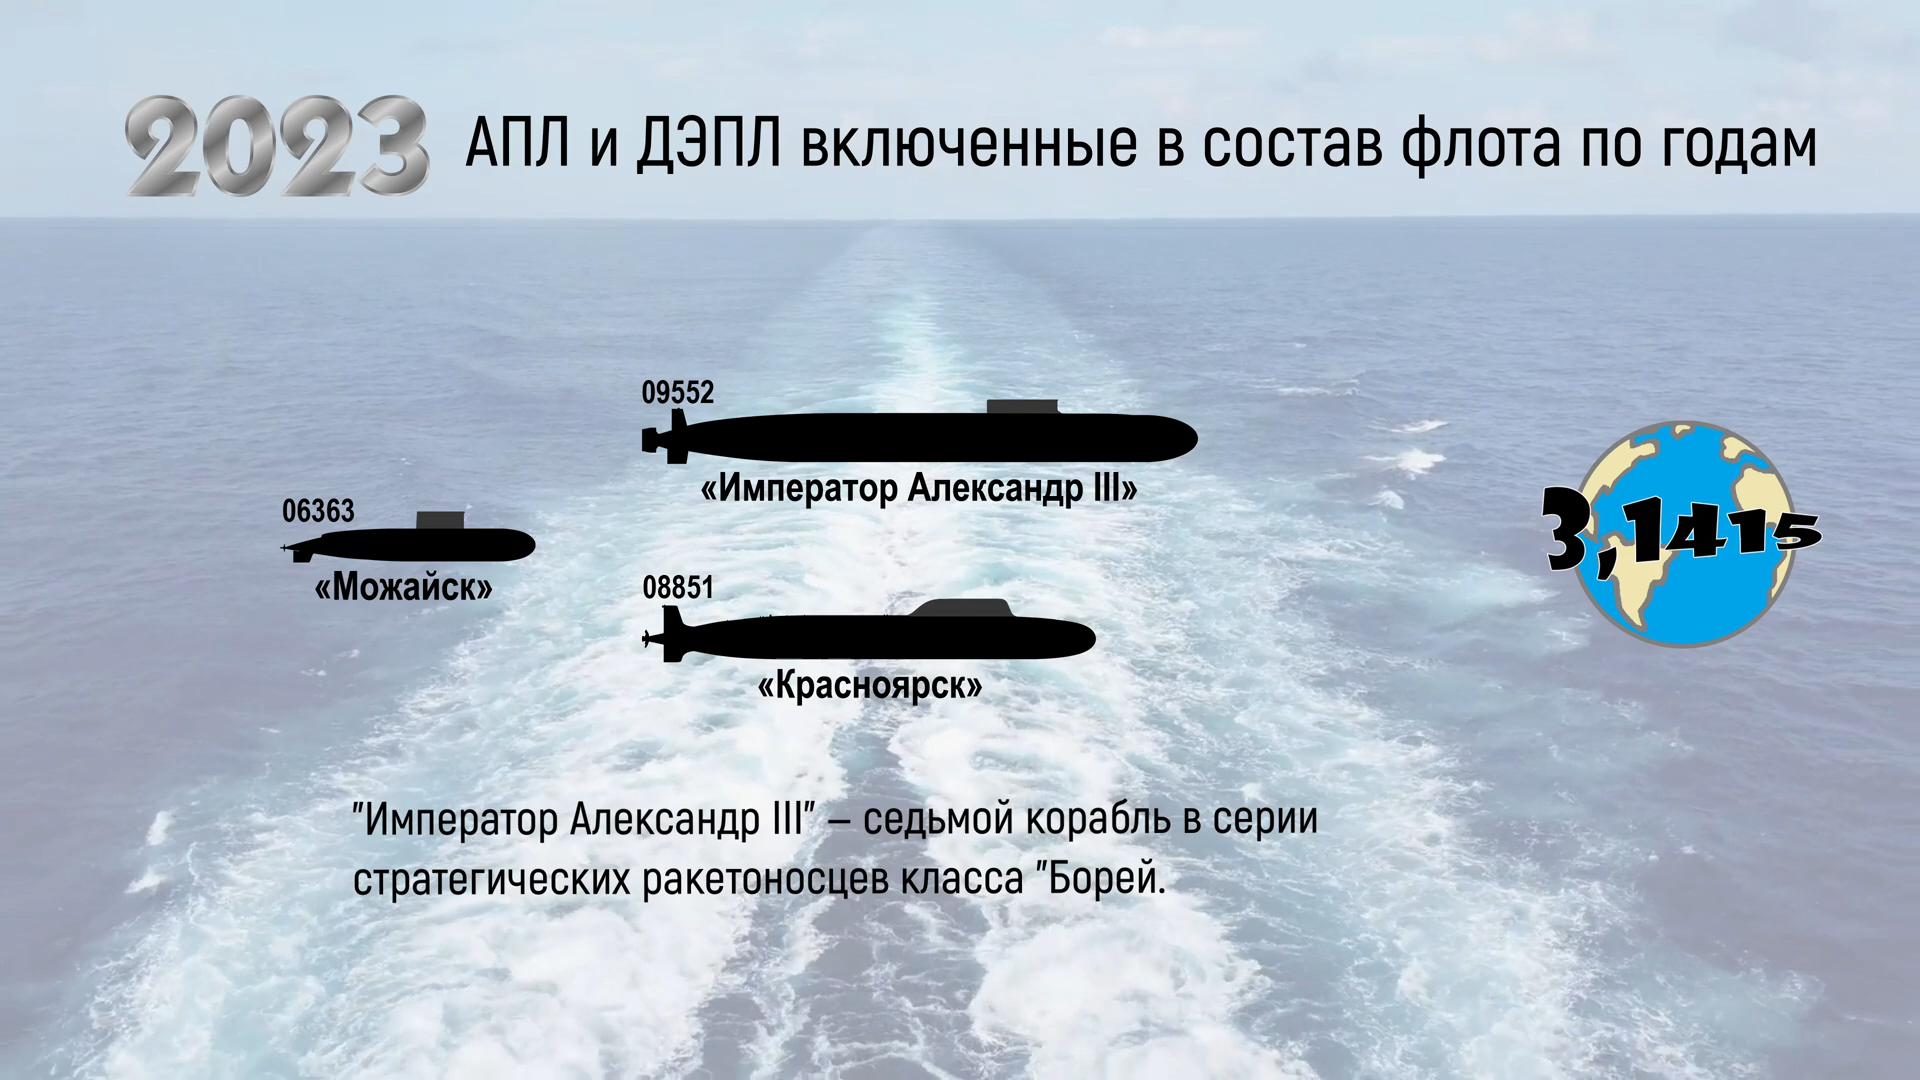 2023 АПЛ и ДЭПЛ включенные в состав флота по годам
09552
«Император Александр III»
06363
«Можайск»
08851
«Красноярск»
3,1415
"Император Александр III" – седьмой корабль в серии
стратегических ракетоносцев класса "Борей.